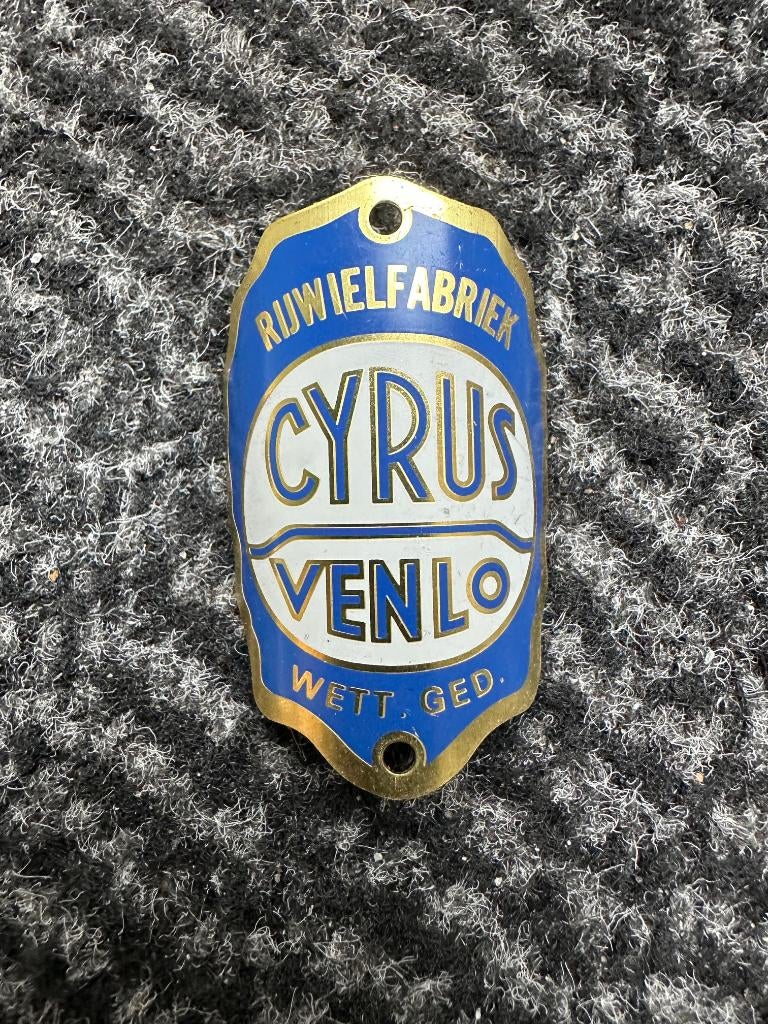 RIJWIELFABRIEK
CYRUS
VENLO
WETT. GED.